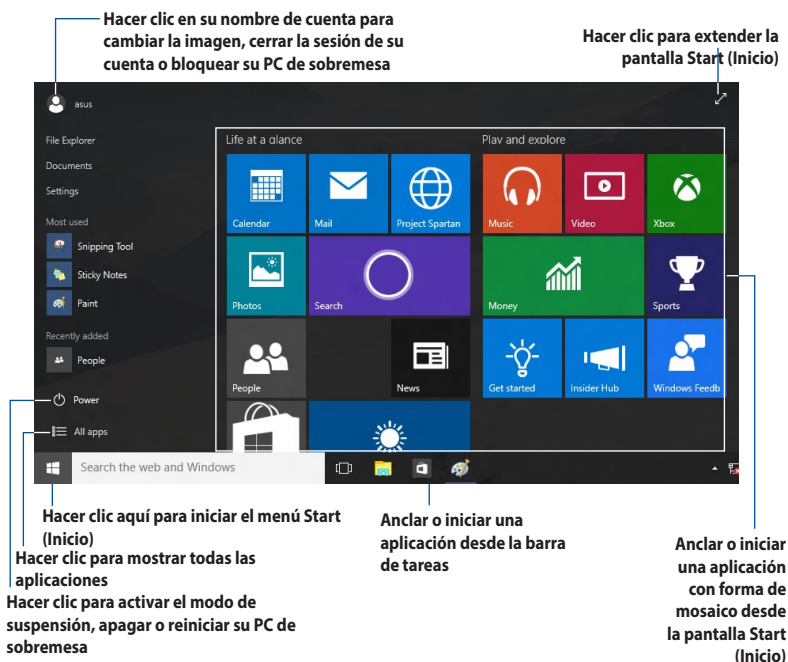 Hacer clic en su nombre de cuenta para
cambiar la imagen, cerrar la sesión de su
cuenta o bloquear su PC de sobremesa
Hacer clic para extender la
pantalla Start (Inicio)
asus
File Explorer
Documents
Settings
Most used
Snipping Tool
Sticky Notes
Paint
Recently added
People
Power
All apps
Search the web and Windows
Life at a glance
Calendar
Mail
Project Spartan
Photos
Search
People
News
Play and explore
Music
Video
Xbox
Money
Sports
Get started
Insider Hub
Windows Feedb
Hacer clic aquí para iniciar el menú Start
(Inicio)
Hacer clic para mostrar todas las
aplicaciones
Hacer clic para activar el modo de
suspensión, apagar o reiniciar su PC de
sobremesa
Anclar o iniciar una
aplicación desde la barra
de tareas
Anclar o iniciar
una aplicación
con forma de
mosaico desde
la pantalla Start
(Inicio)